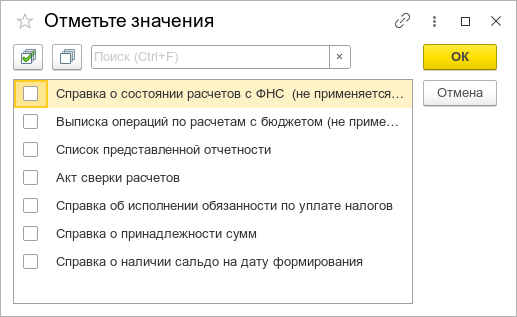 Отметьте значения
Поиск (Ctrl+F)
ОК
Отмена
Справка о состоянии расчетов с ФНС (не применяется...
Выписка операций по расчетам с бюджетом (не приме...
Список представленной отчетности
Акт сверки расчетов
Справка об исполнении обязанности по уплате налогов
Справка о принадлежности сумм
Справка о наличии сальдо на дату формирования